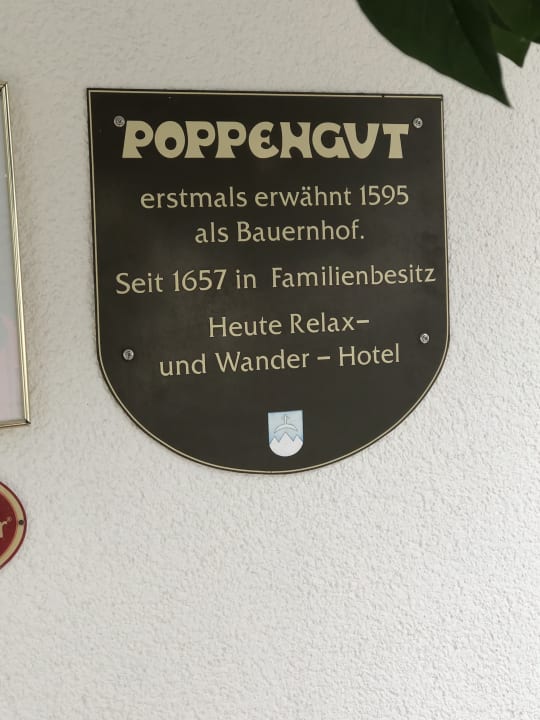 POPPENGUT
erstmals erwähnt 1595
als Bauernhof.
Seit 1657 in Familienbesitz
Heute Relax–
und Wander – Hotel